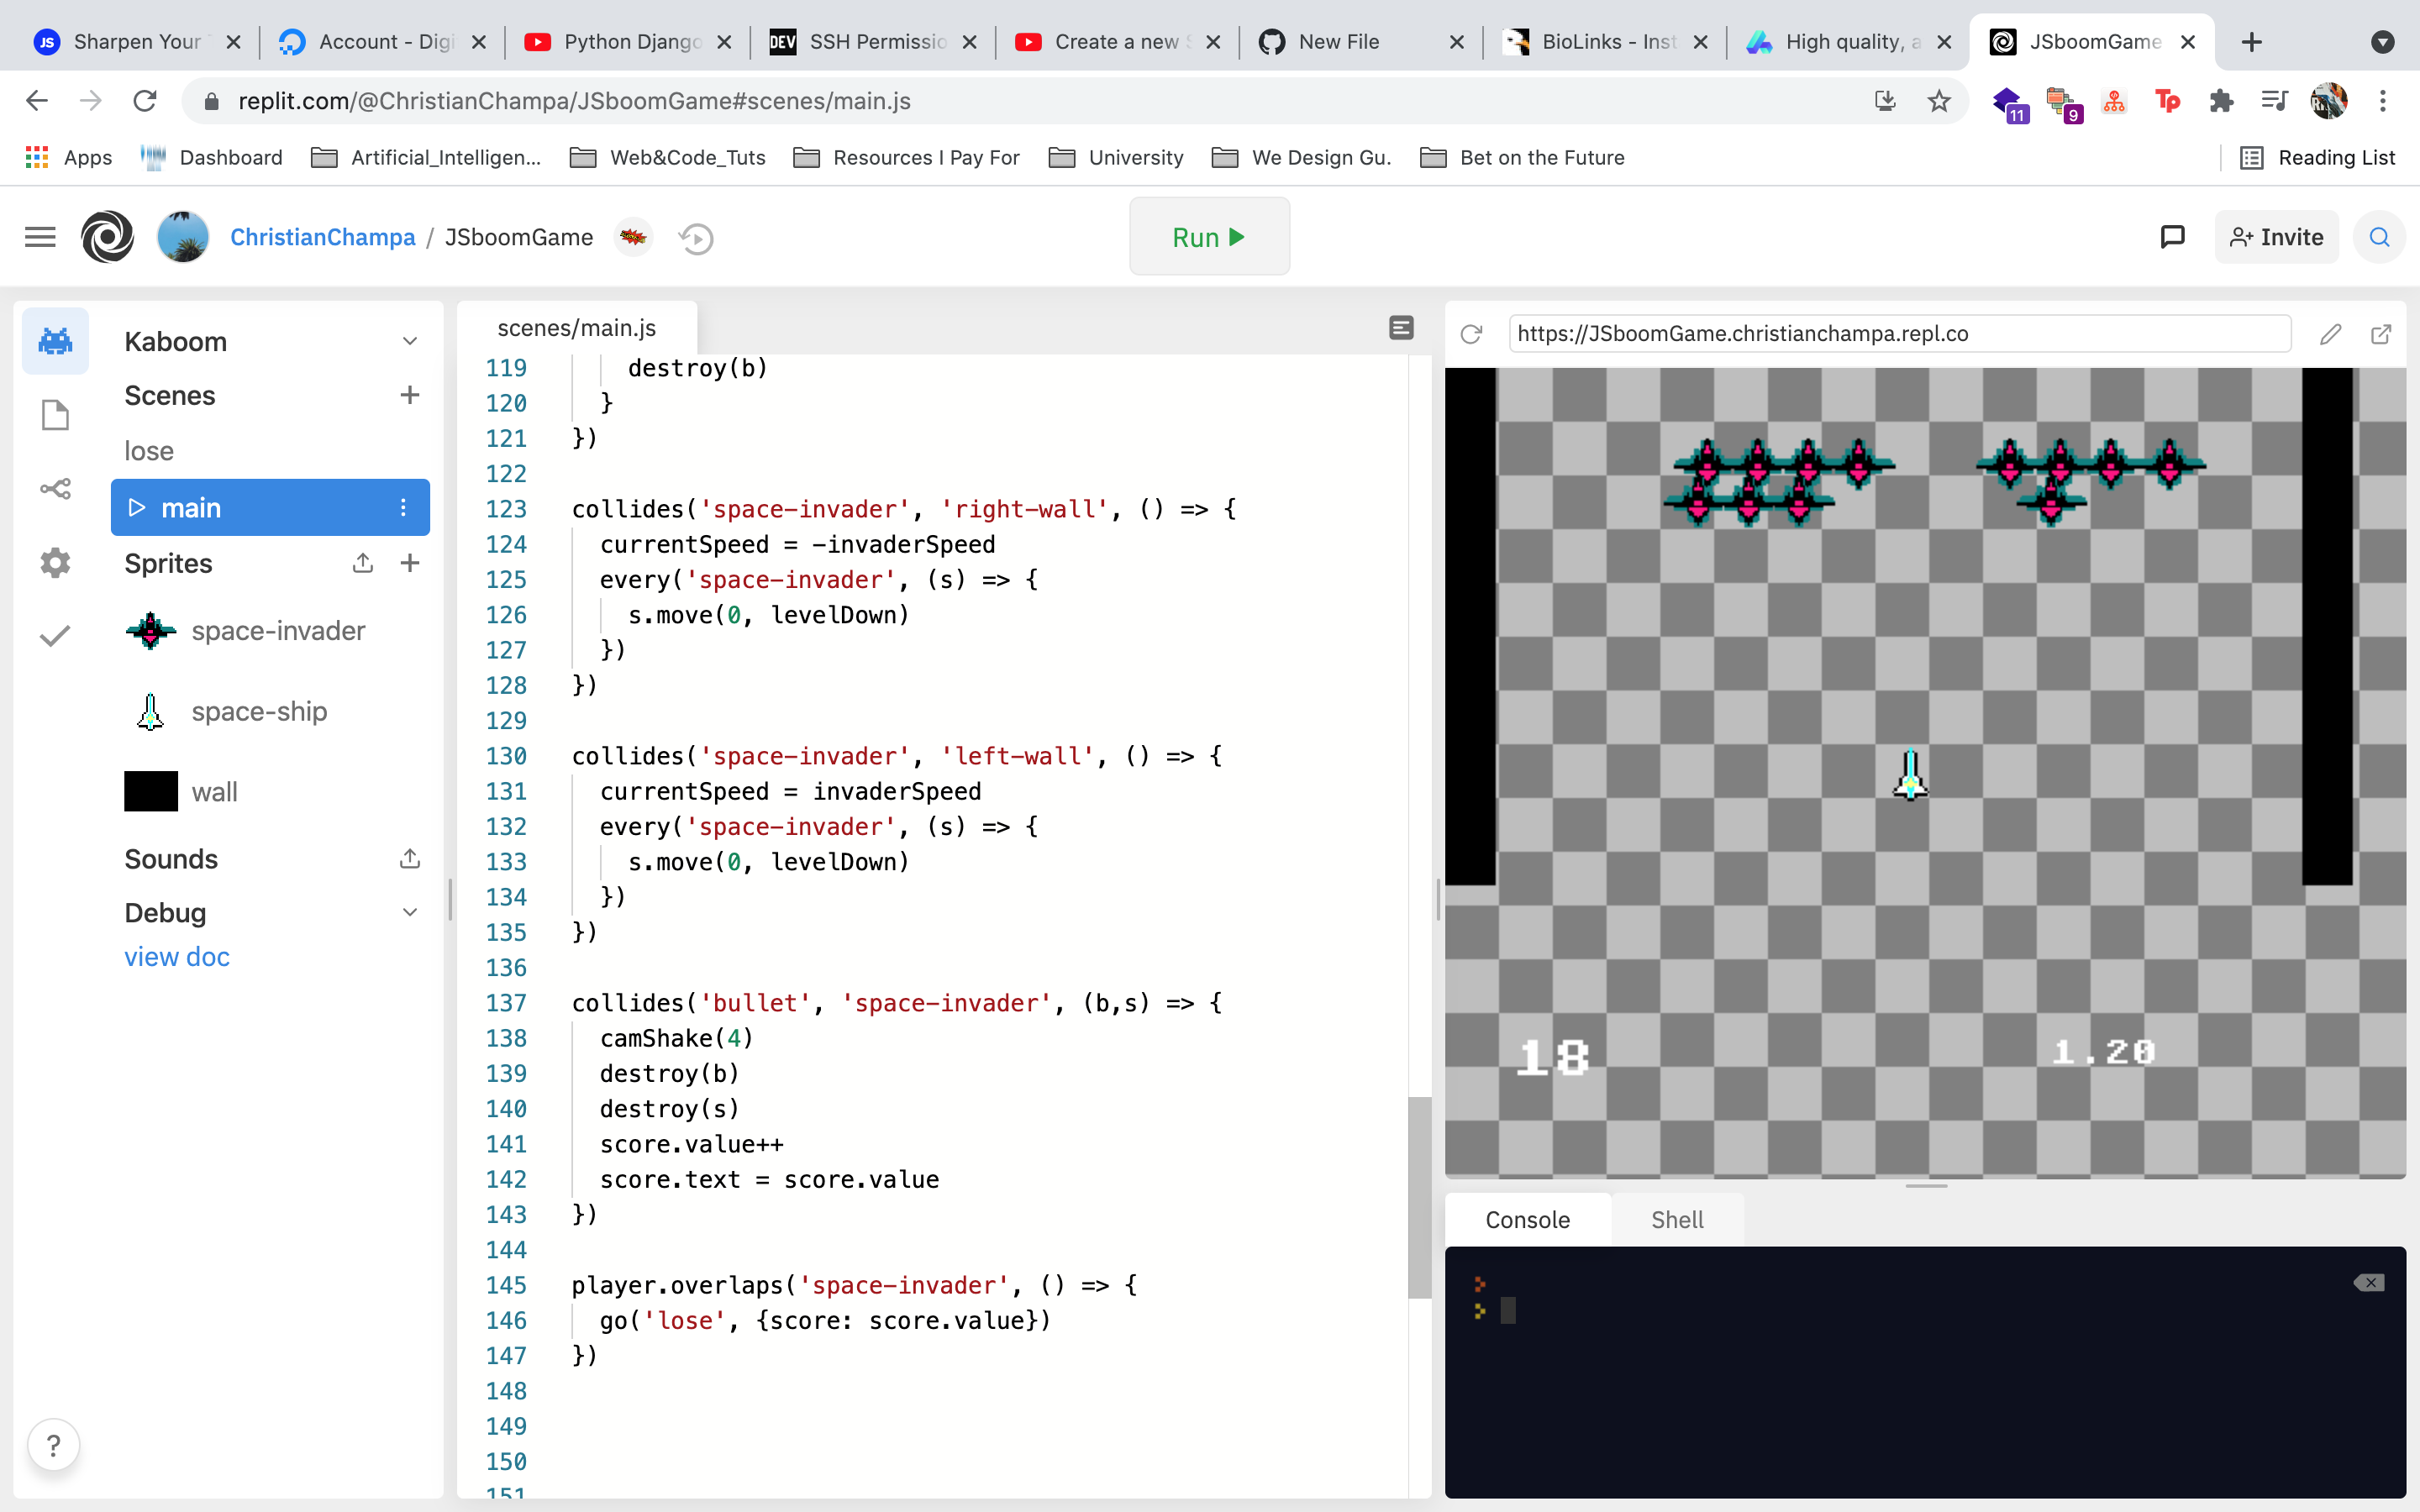 JS Sharpen Your
Account - Digi
Python Django
DEV SSH Permissio
Create a new
New File
BioLinks - Inst
High quality, a
JSboomGame
replit.com/@ChristianChampa/JSboomGame#scenes/main.js
11
9
Tp
Apps
Dashboard
Artificial_Intelligen...
Web&Code_Tuts
Resources I Pay For
University
We Design Gu.
Bet on the Future
Reading List
ChristianChampa / JSboomGame
Run
Invite
Kaboom
Scenes
lose
main
Sprites
space-invader
space-ship
wall
Sounds
Debug
view doc
?
scenes/main.js
119 destroy(b)
120 }
121 })
122
123 collides('space-invader', 'right-wall', () => {
124 currentSpeed = -invaderSpeed
125 every('space-invader', (s) => {
126 s.move(0, levelDown)
127 })
128 })
129
130 collides('space-invader', 'left-wall', () => {
131 currentSpeed = invaderSpeed
132 every('space-invader', (s) => {
133 s.move(0, levelDown)
134 })
135 })
136
137 collides('bullet', 'space-invader', (b,s) => {
138 camShake(4)
139 destroy(b)
140 destroy(s)
141 score.value++
142 score.text = score.value
143 })
144
145 player.overlaps('space-invader', () => {
146 go('lose', {score: score.value})
147 })
148
149
150
151
https://JSboomGame.christianchampa.repl.co
18
1.20
Console
Shell
>
>